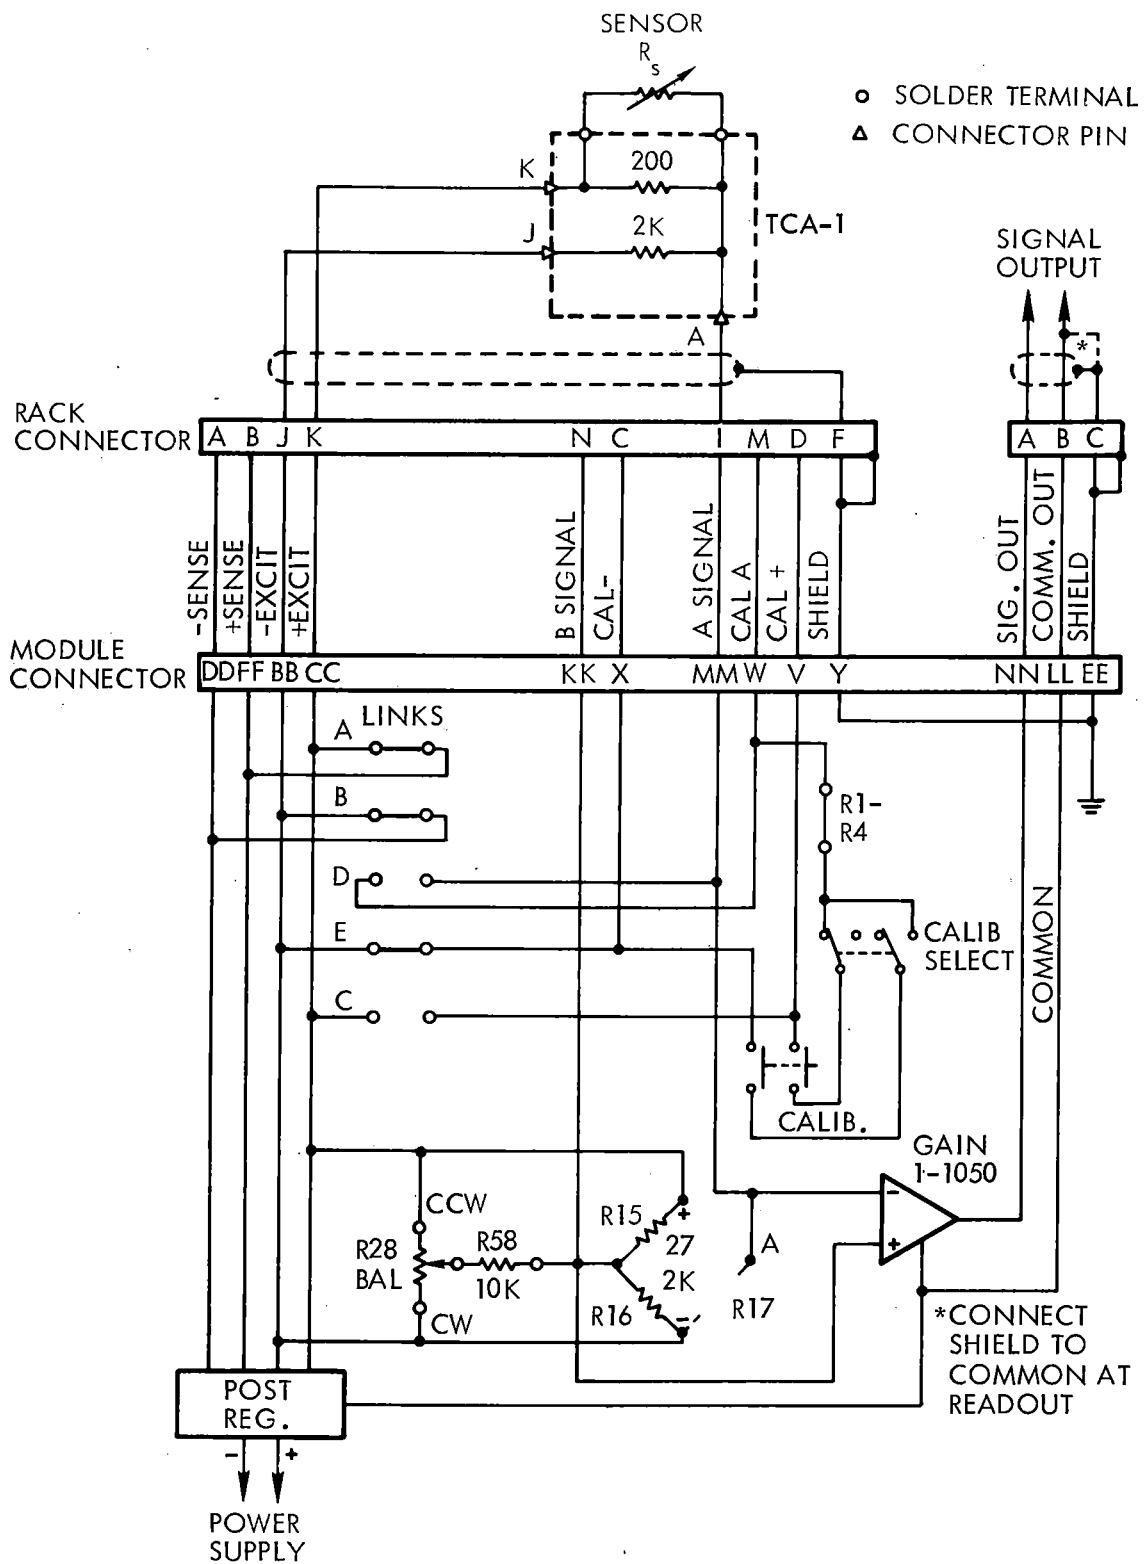 SENSOR
R
s
○ SOLDER TERMINAL
△ CONNECTOR PIN
K
200
J
2K
TCA-1
A
SIGNAL
OUTPUT
*
RACK
CONNECTOR
A B J K N C I M D F
A B C
-SENSE
+SENSE
-EXCIT
+EXCIT
B SIGNAL
CAL-
A SIGNAL
CAL A
CAL +
SHIELD
SIG. OUT
COMM. OUT
SHIELD
MODULE
CONNECTOR
DD FF BB CC KK X MM W V Y NN LL EE
LINKS
A
B
D
E
C
R1-
R4
CALIB
SELECT
COMMON
CALIB.
GAIN
1-1050
CCW
R28
BAL
R58
10K
CW
R15
+
27
2K
R16
-
A
R17
-
+
*CONNECT
SHIELD TO
COMMON AT
READOUT
POST
REG.
- +
POWER
SUPPLY